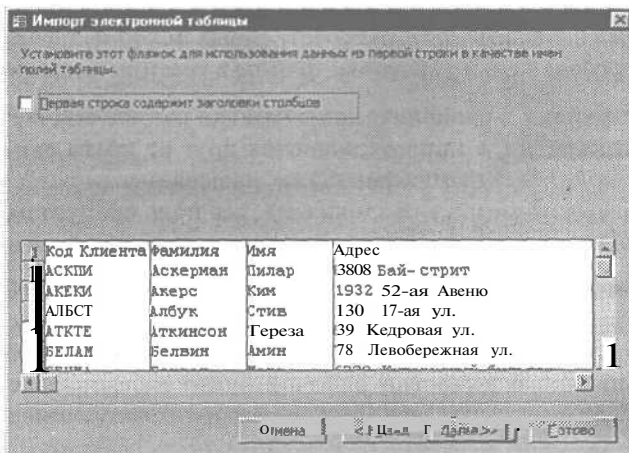 Импорт электронной таблицы
Установите этот флажок для использования данных из первой строки в качестве имен
полей таблицы.
Первая строка содержит заголовки столбцов
1 Код Клиента Фамилия Имя Адрес
АСКПИ Аскерман Пилар 3808 Бай-стрит
АКЕКИ Акерс Ким 1932 52-ая Авеню
АЛБСТ Албук Стив 130 17-ая ул.
АТКТЕ Аткинсон Тереза 39 Кедровая ул.
БЕЛАМ Белвин Амин 78 Левобережная ул.
Отмена Далее >> Готово